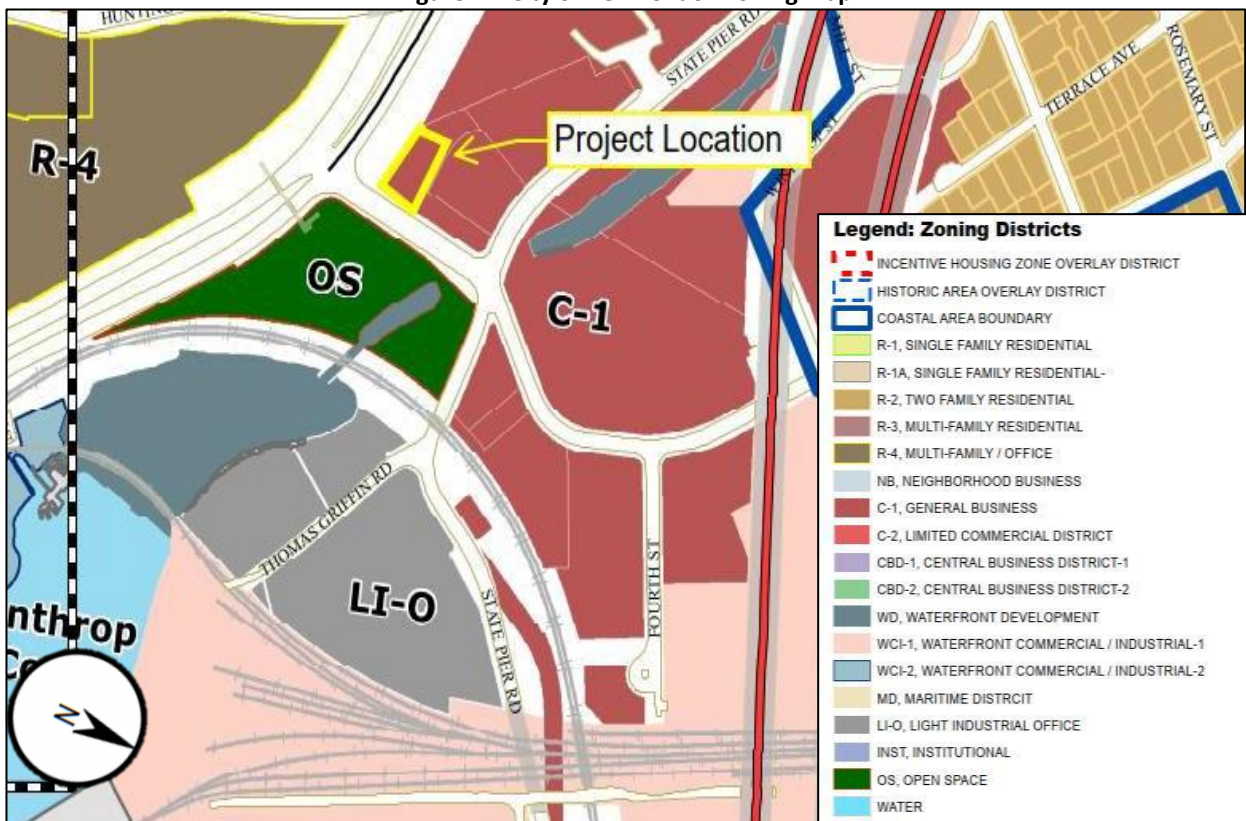 HUNTING
STATE PIER RD
MILL ST
ROSEMARY ST
TERRACE AVE
R-4
Project Location
OS
C-1
THOMAS GRIFFIN RD
LI-O
STATE PIER RD
FOURTH ST
nthrop
N
Legend: Zoning Districts
INCENTIVE HOUSING ZONE OVERLAY DISTRICT
HISTORIC AREA OVERLAY DISTRICT
COASTAL AREA BOUNDARY
R-1, SINGLE FAMILY RESIDENTIAL
R-1A, SINGLE FAMILY RESIDENTIAL-
R-2, TWO FAMILY RESIDENTIAL
R-3, MULTI-FAMILY RESIDENTIAL
R-4, MULTI-FAMILY / OFFICE
NB, NEIGHBORHOOD BUSINESS
C-1, GENERAL BUSINESS
C-2, LIMITED COMMERCIAL DISTRICT
CBD-1, CENTRAL BUSINESS DISTRICT-1
CBD-2, CENTRAL BUSINESS DISTRICT-2
WD, WATERFRONT DEVELOPMENT
WCI-1, WATERFRONT COMMERCIAL / INDUSTRIAL-1
WCI-2, WATERFRONT COMMERCIAL / INDUSTRIAL-2
MD, MARITIME DISTRCIT
LI-O, LIGHT INDUSTRIAL OFFICE
INST, INSTITUTIONAL
OS, OPEN SPACE
WATER